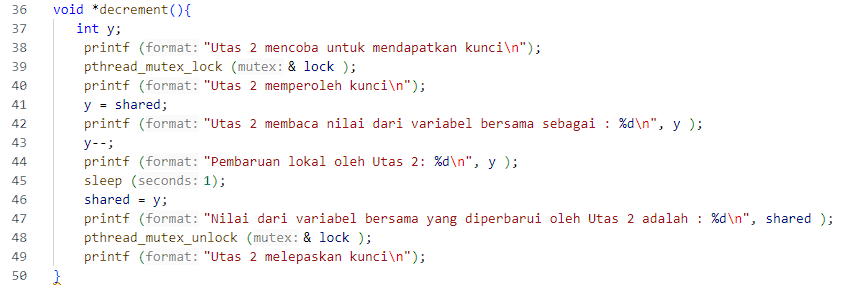 36 void *decrement(){
37 int y;
38 printf (format: "Utas 2 mencoba untuk mendapatkan kunci\n");
39 pthread_mutex_lock (mutex: & lock );
40 printf (format: "Utas 2 memperoleh kunci\n");
41 y = shared;
42 printf (format: "Utas 2 membaca nilai dari variabel bersama sebagai : %d\n", y );
43 y--;
44 printf (format: "Pembaruan lokal oleh Utas 2: %d\n", y );
45 sleep (seconds: 1);
46 shared = y;
47 printf (format: "Nilai dari variabel bersama yang diperbarui oleh Utas 2 adalah : %d\n", shared );
48 pthread_mutex_unlock (mutex: & lock );
49 printf (format: "Utas 2 melepaskan kunci\n");
50 }